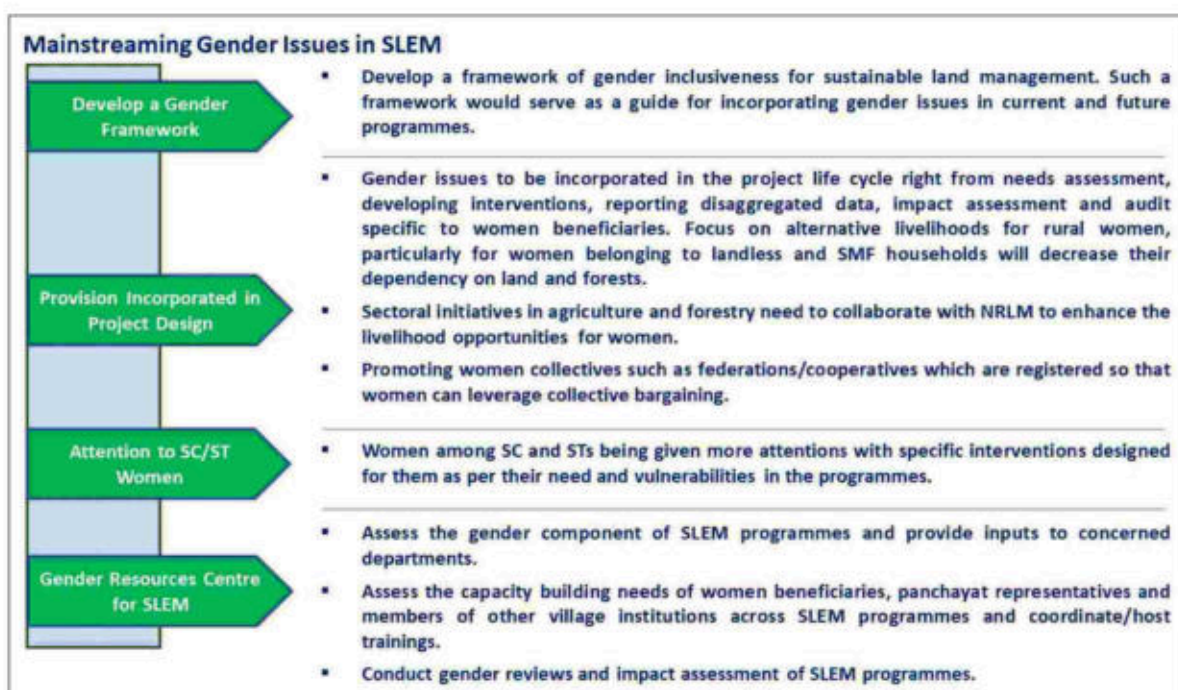 Mainstreaming Gender Issues in SLEM
Develop a Gender
Framework
▪ Develop a framework of gender inclusiveness for sustainable land management. Such a
framework would serve as a guide for incorporating gender issues in current and future
programmes.
Provision Incorporated in
Project Design
▪ Gender issues to be incorporated in the project life cycle right from needs assessment,
developing interventions, reporting disaggregated data, impact assessment and audit
specific to women beneficiaries. Focus on alternative livelihoods for rural women,
particularly for women belonging to landless and SMF households will decrease their
dependency on land and forests.
▪ Sectoral initiatives in agriculture and forestry need to collaborate with NRLM to enhance the
livelihood opportunities for women.
▪ Promoting women collectives such as federations/cooperatives which are registered so that
women can leverage collective bargaining.
Attention to SC/ST
Women
▪ Women among SC and STs being given more attentions with specific interventions designed
for them as per their need and vulnerabilities in the programmes.
Gender Resources Centre
for SLEM
▪ Assess the gender component of SLEM programmes and provide inputs to concerned
departments.
▪ Assess the capacity building needs of women beneficiaries, panchayat representatives and
members of other village institutions across SLEM programmes and coordinate/host
trainings.
▪ Conduct gender reviews and impact assessment of SLEM programmes.